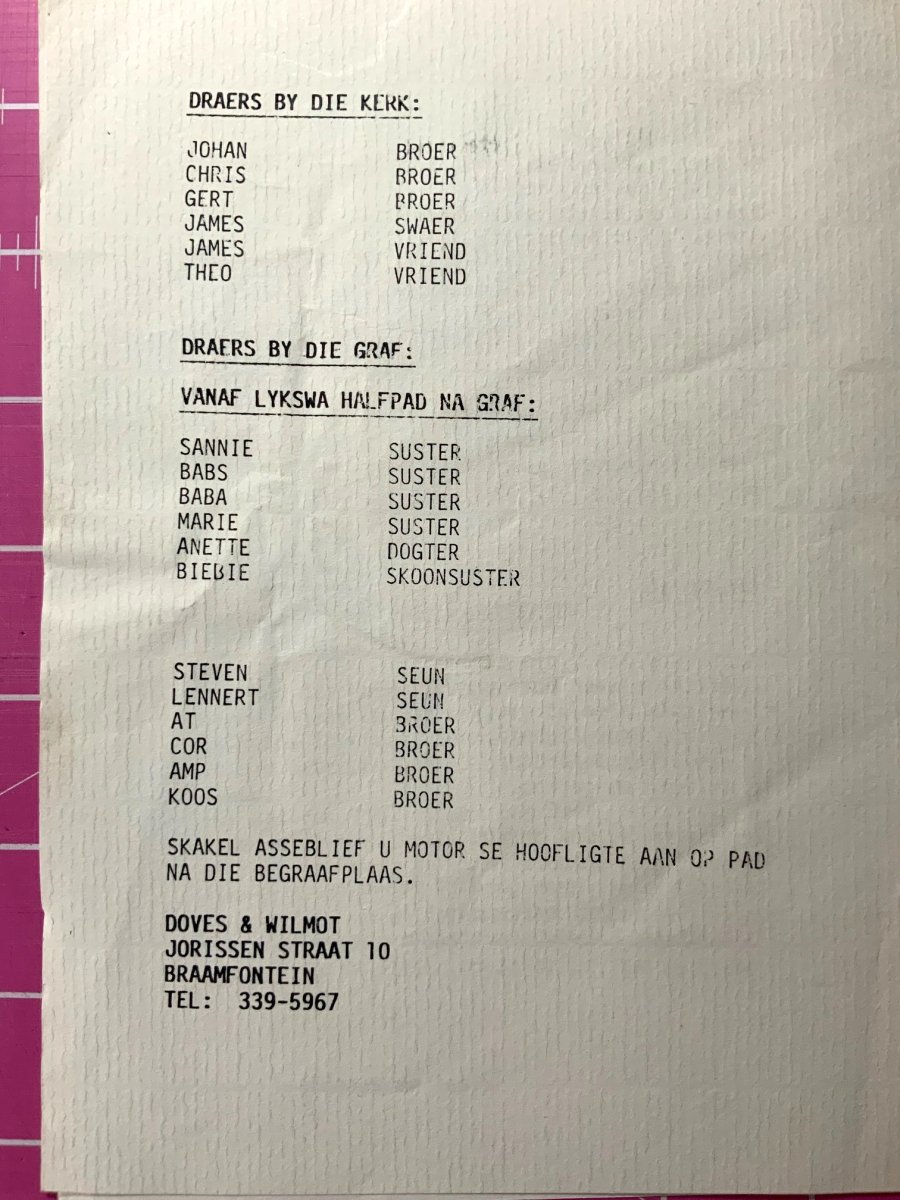 DRAERS BY DIE KERK:
JOHAN BROER
CHRIS BROER
GERT BROER
JAMES SWAER
JAMES VRIEND
THEO VRIEND
DRAERS BY DIE GRAF:
VANAF LYKSWA HALFPAD NA GRAF:
SANNIE SUSTER
BABS SUSTER
BABA SUSTER
MARIE SUSTER
ANETTE DOGTER
BIEBIE SKOONSUSTER
STEVEN SEUN
LENNERT SEUN
AT BROER
COR BROER
AMP BROER
KOOS BROER
SKAKEL ASSEBLIEF U MOTOR SE HOOFLIGTE AAN OP PAD
NA DIE BEGRAAFPLAAS.
DOVES & WILMOT
JORISSEN STRAAT 10
BRAAMFONTEIN
TEL: 339-5967